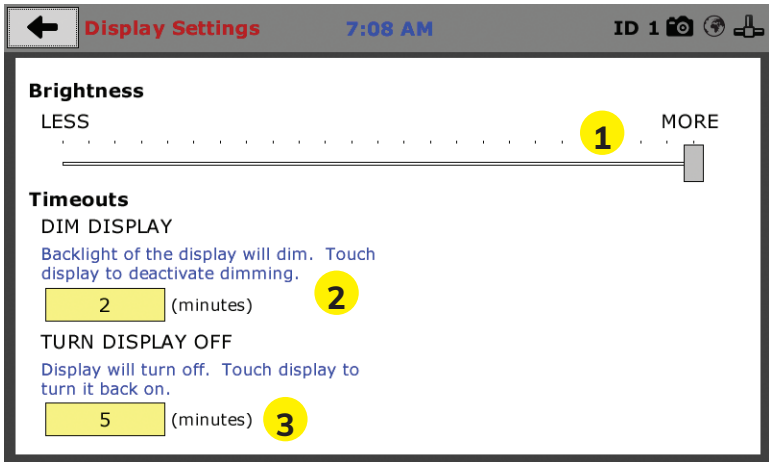 Display Settings 7:08 AM ID 1
Brightness
LESS 1 MORE
Timeouts
DIM DISPLAY
Backlight of the display will dim. Touch
display to deactivate dimming.
2 (minutes) 2
TURN DISPLAY OFF
Display will turn off. Touch display to
turn it back on.
5 (minutes) 3